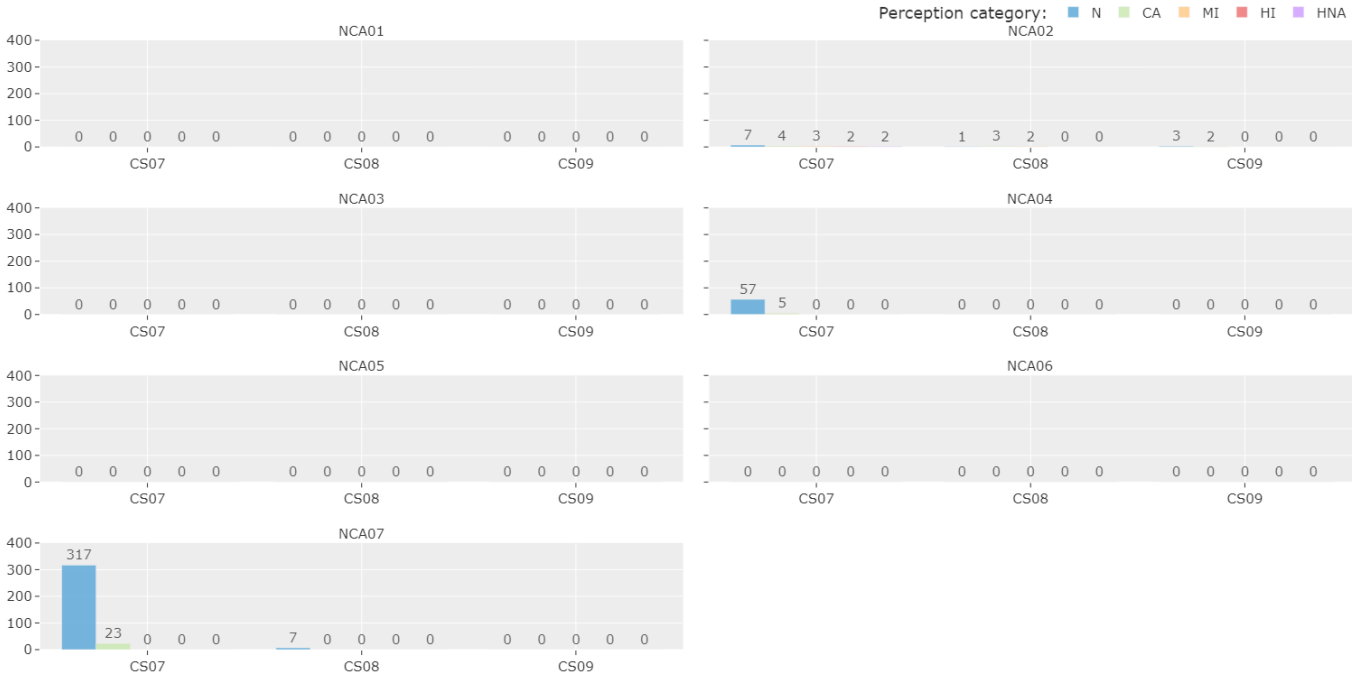 Perception category: N CA MI HI HNA
NCA01 NCA02
400
300
200
100
0
0 0 0 0 0 0 0 0 0 0 0 0 0 0 0
7 4 3 2 2 1 3 2 0 0 3 2 0 0 0
CS07 CS08 CS09 CS07 CS08 CS09
NCA03 NCA04
400
300
200
100
0
0 0 0 0 0 0 0 0 0 0 0 0 0 0 0
57 5 0 0 0 0 0 0 0 0 0 0 0 0 0
CS07 CS08 CS09 CS07 CS08 CS09
NCA05 NCA06
400
300
200
100
0
0 0 0 0 0 0 0 0 0 0 0 0 0 0 0
0 0 0 0 0 0 0 0 0 0 0 0 0 0 0
CS07 CS08 CS09 CS07 CS08 CS09
NCA07
400
300
200
100
0
317 23 0 0 0 7 0 0 0 0 0 0 0 0 0
CS07 CS08 CS09